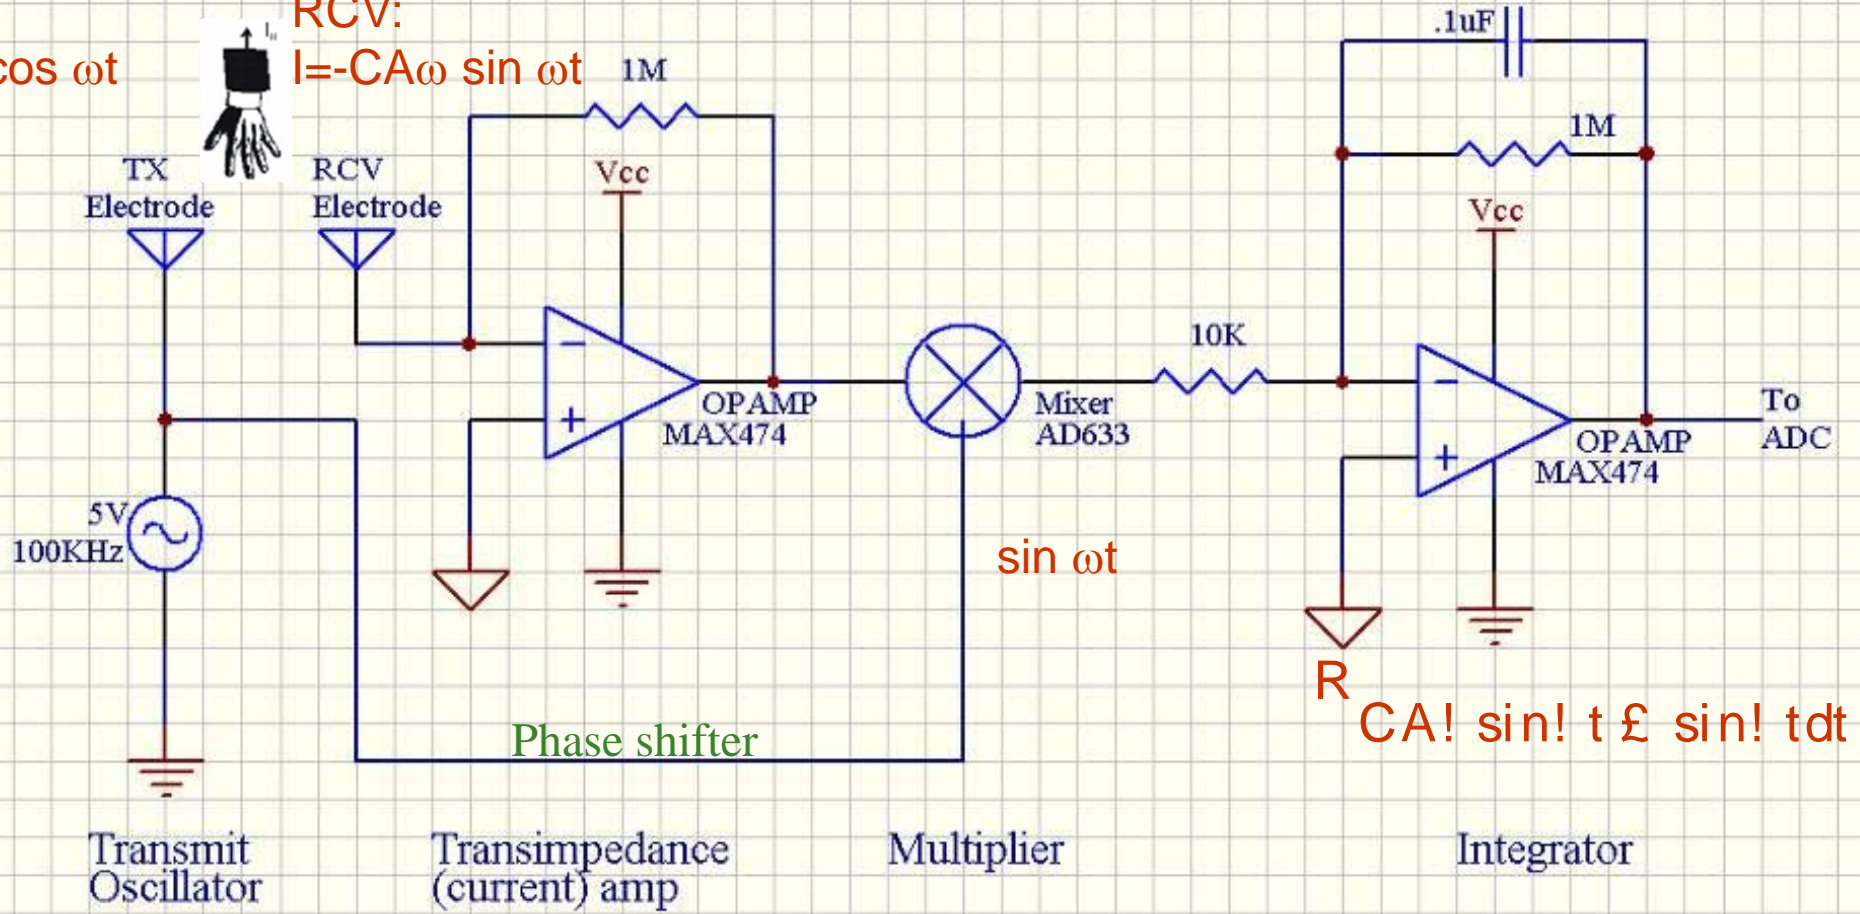 RCV:
cos ωt
I=-CAω sin ωt
1M
.1uF
1M
TX
Electrode
RCV
Electrode
Vcc
Vcc
10K
OPAMP
MAX474
Mixer
AD633
To
ADC
OPAMP
MAX474
5V
100KHz
sin ωt
R
CA! sin! t £ sin! tdt
Phase shifter
Transmit
Oscillator
Transimpedance
(current) amp
Multiplier
Integrator